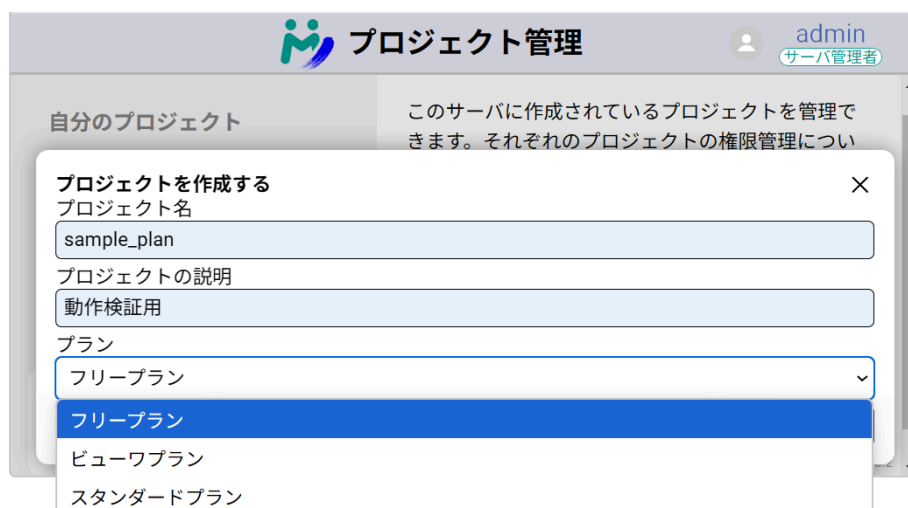 プロジェクト管理
admin
サーバ管理者
自分のプロジェクト
このサーバに作成されているプロジェクトを管理で
きます。それぞれのプロジェクトの権限管理につい
プロジェクトを作成する
プロジェクト名
sample_plan
プロジェクトの説明
動作検証用
プラン
フリープラン
フリープラン
ビューワプラン
スタンダードプラン